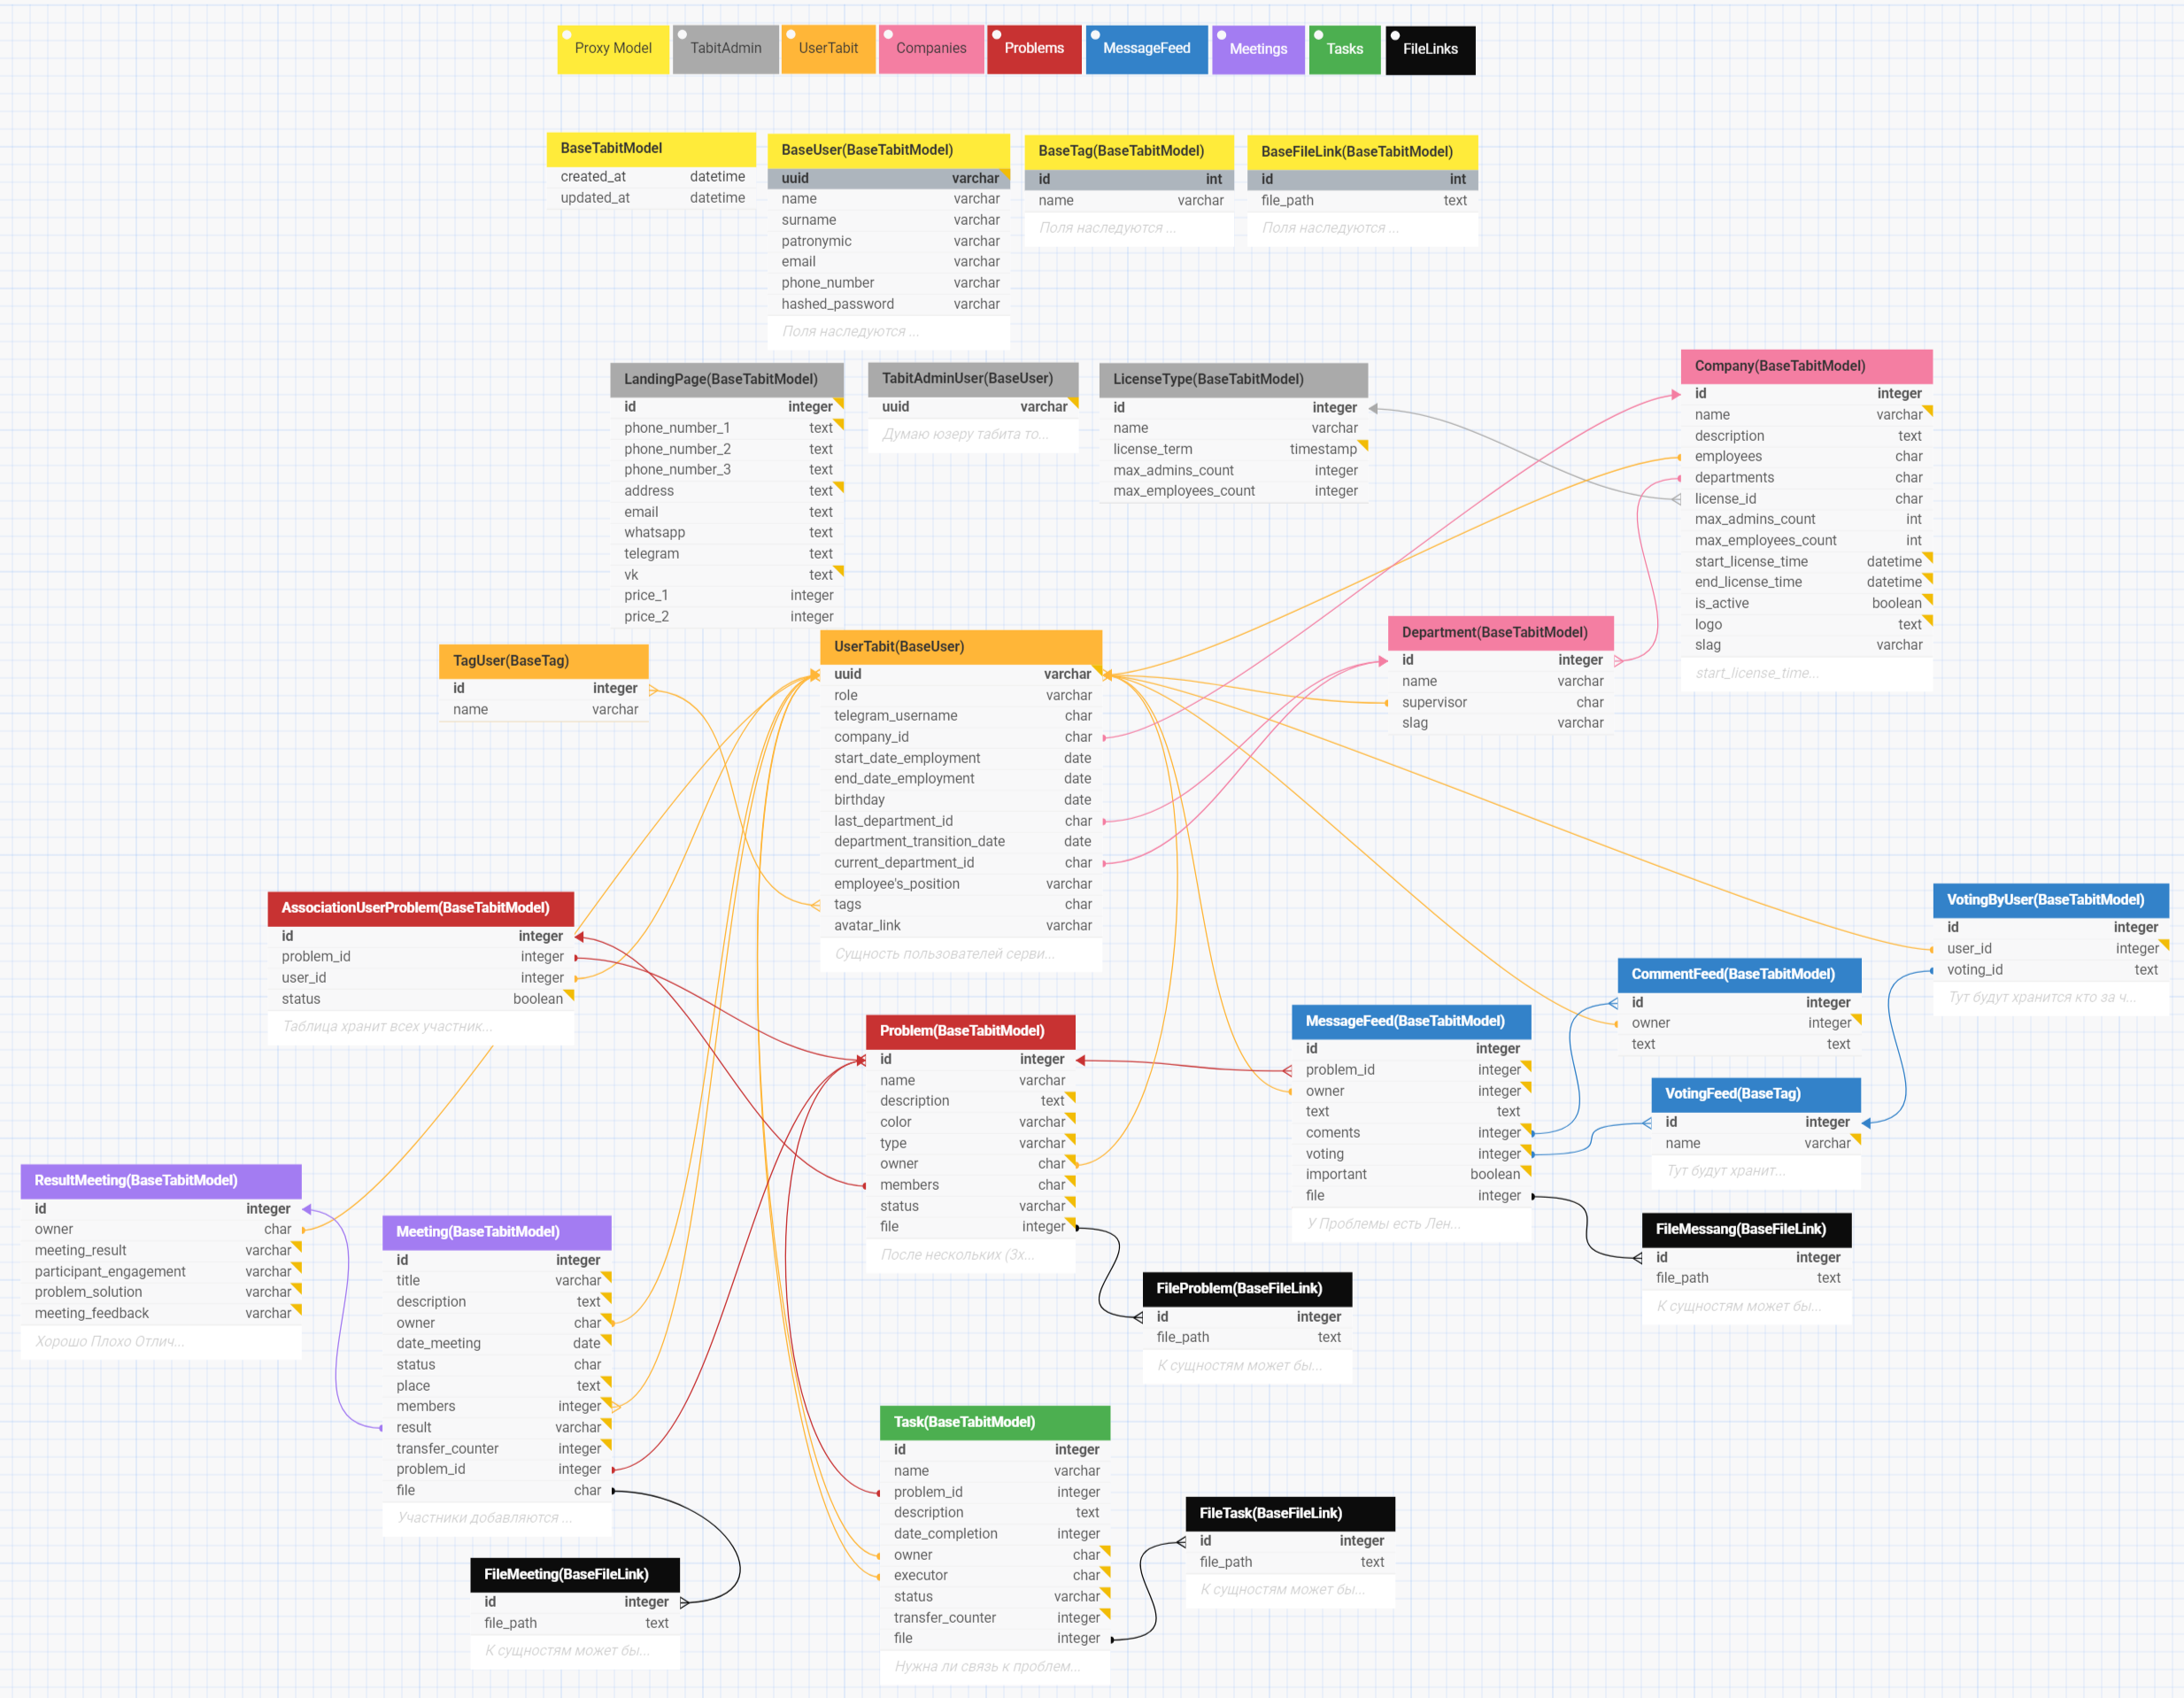 Proxy Model
TabitAdmin
UserTabit
Companies
Problems
MessageFeed
Meetings
Tasks
FileLinks
BaseTabitModel
created_at datetime
updated_at datetime
BaseUser(BaseTabitModel)
uuid varchar
name varchar
surname varchar
patronymic varchar
email varchar
phone_number varchar
hashed_password varchar
Поля наследуются ...
BaseTag(BaseTabitModel)
id int
name varchar
Поля наследуются ...
BaseFileLink(BaseTabitModel)
id int
file_path text
Поля наследуются ...
LandingPage(BaseTabitModel)
id integer
phone_number_1 text
phone_number_2 text
phone_number_3 text
address text
email text
whatsapp text
telegram text
vk text
price_1 integer
price_2 integer
TabitAdminUser(BaseUser)
uuid varchar
Думаю юзеру табита то...
LicenseType(BaseTabitModel)
id integer
name varchar
license_term timestamp
max_admins_count integer
max_employees_count integer
Company(BaseTabitModel)
id integer
name varchar
description text
employees char
departments char
license_id char
max_admins_count int
max_employees_count int
start_license_time datetime
end_license_time datetime
is_active boolean
logo text
slag varchar
start_license_time...
TagUser(BaseTag)
id integer
name varchar
UserTabit(BaseUser)
uuid varchar
role varchar
telegram_username char
company_id char
start_date_employment date
end_date_employment date
birthday date
last_department_id char
department_transition_date date
current_department_id char
employee's_position varchar
tags char
avatar_link varchar
Сущность пользователей серви...
Department(BaseTabitModel)
id integer
name varchar
supervisor char
slag varchar
AssociationUserProblem(BaseTabitModel)
id integer
problem_id integer
user_id integer
status boolean
Таблица хранит всех участник...
VotingByUser(BaseTabitModel)
id integer
user_id integer
voting_id text
Тут будут хранится кто за ч...
CommentFeed(BaseTabitModel)
id integer
owner integer
text text
Problem(BaseTabitModel)
id integer
name varchar
description text
color varchar
type varchar
owner char
members char
status varchar
file integer
После нескольких (3х...
MessageFeed(BaseTabitModel)
id integer
problem_id integer
owner integer
text text
coments integer
voting integer
important boolean
file integer
У Проблемы есть Лен...
VotingFeed(BaseTag)
id integer
name varchar
Тут будут хранит...
ResultMeeting(BaseTabitModel)
id integer
owner char
meeting_result varchar
participant_engagement varchar
problem_solution varchar
meeting_feedback varchar
Хорошо Плохо Отлич...
Meeting(BaseTabitModel)
id integer
title varchar
description text
owner char
date_meeting date
status char
place text
members integer
result varchar
transfer_counter integer
problem_id integer
file char
Участники добавляются ...
FileMessang(BaseFileLink)
id integer
file_path text
К сущностям может бы...
FileProblem(BaseFileLink)
id integer
file_path text
К сущностям может бы...
Task(BaseTabitModel)
id integer
name varchar
problem_id integer
description text
date_completion integer
owner char
executor char
status varchar
transfer_counter integer
file integer
Нужна ли связь к проблем...
FileTask(BaseFileLink)
id integer
file_path text
К сущностям может бы...
FileMeeting(BaseFileLink)
id integer
file_path text
К сущностям может бы...